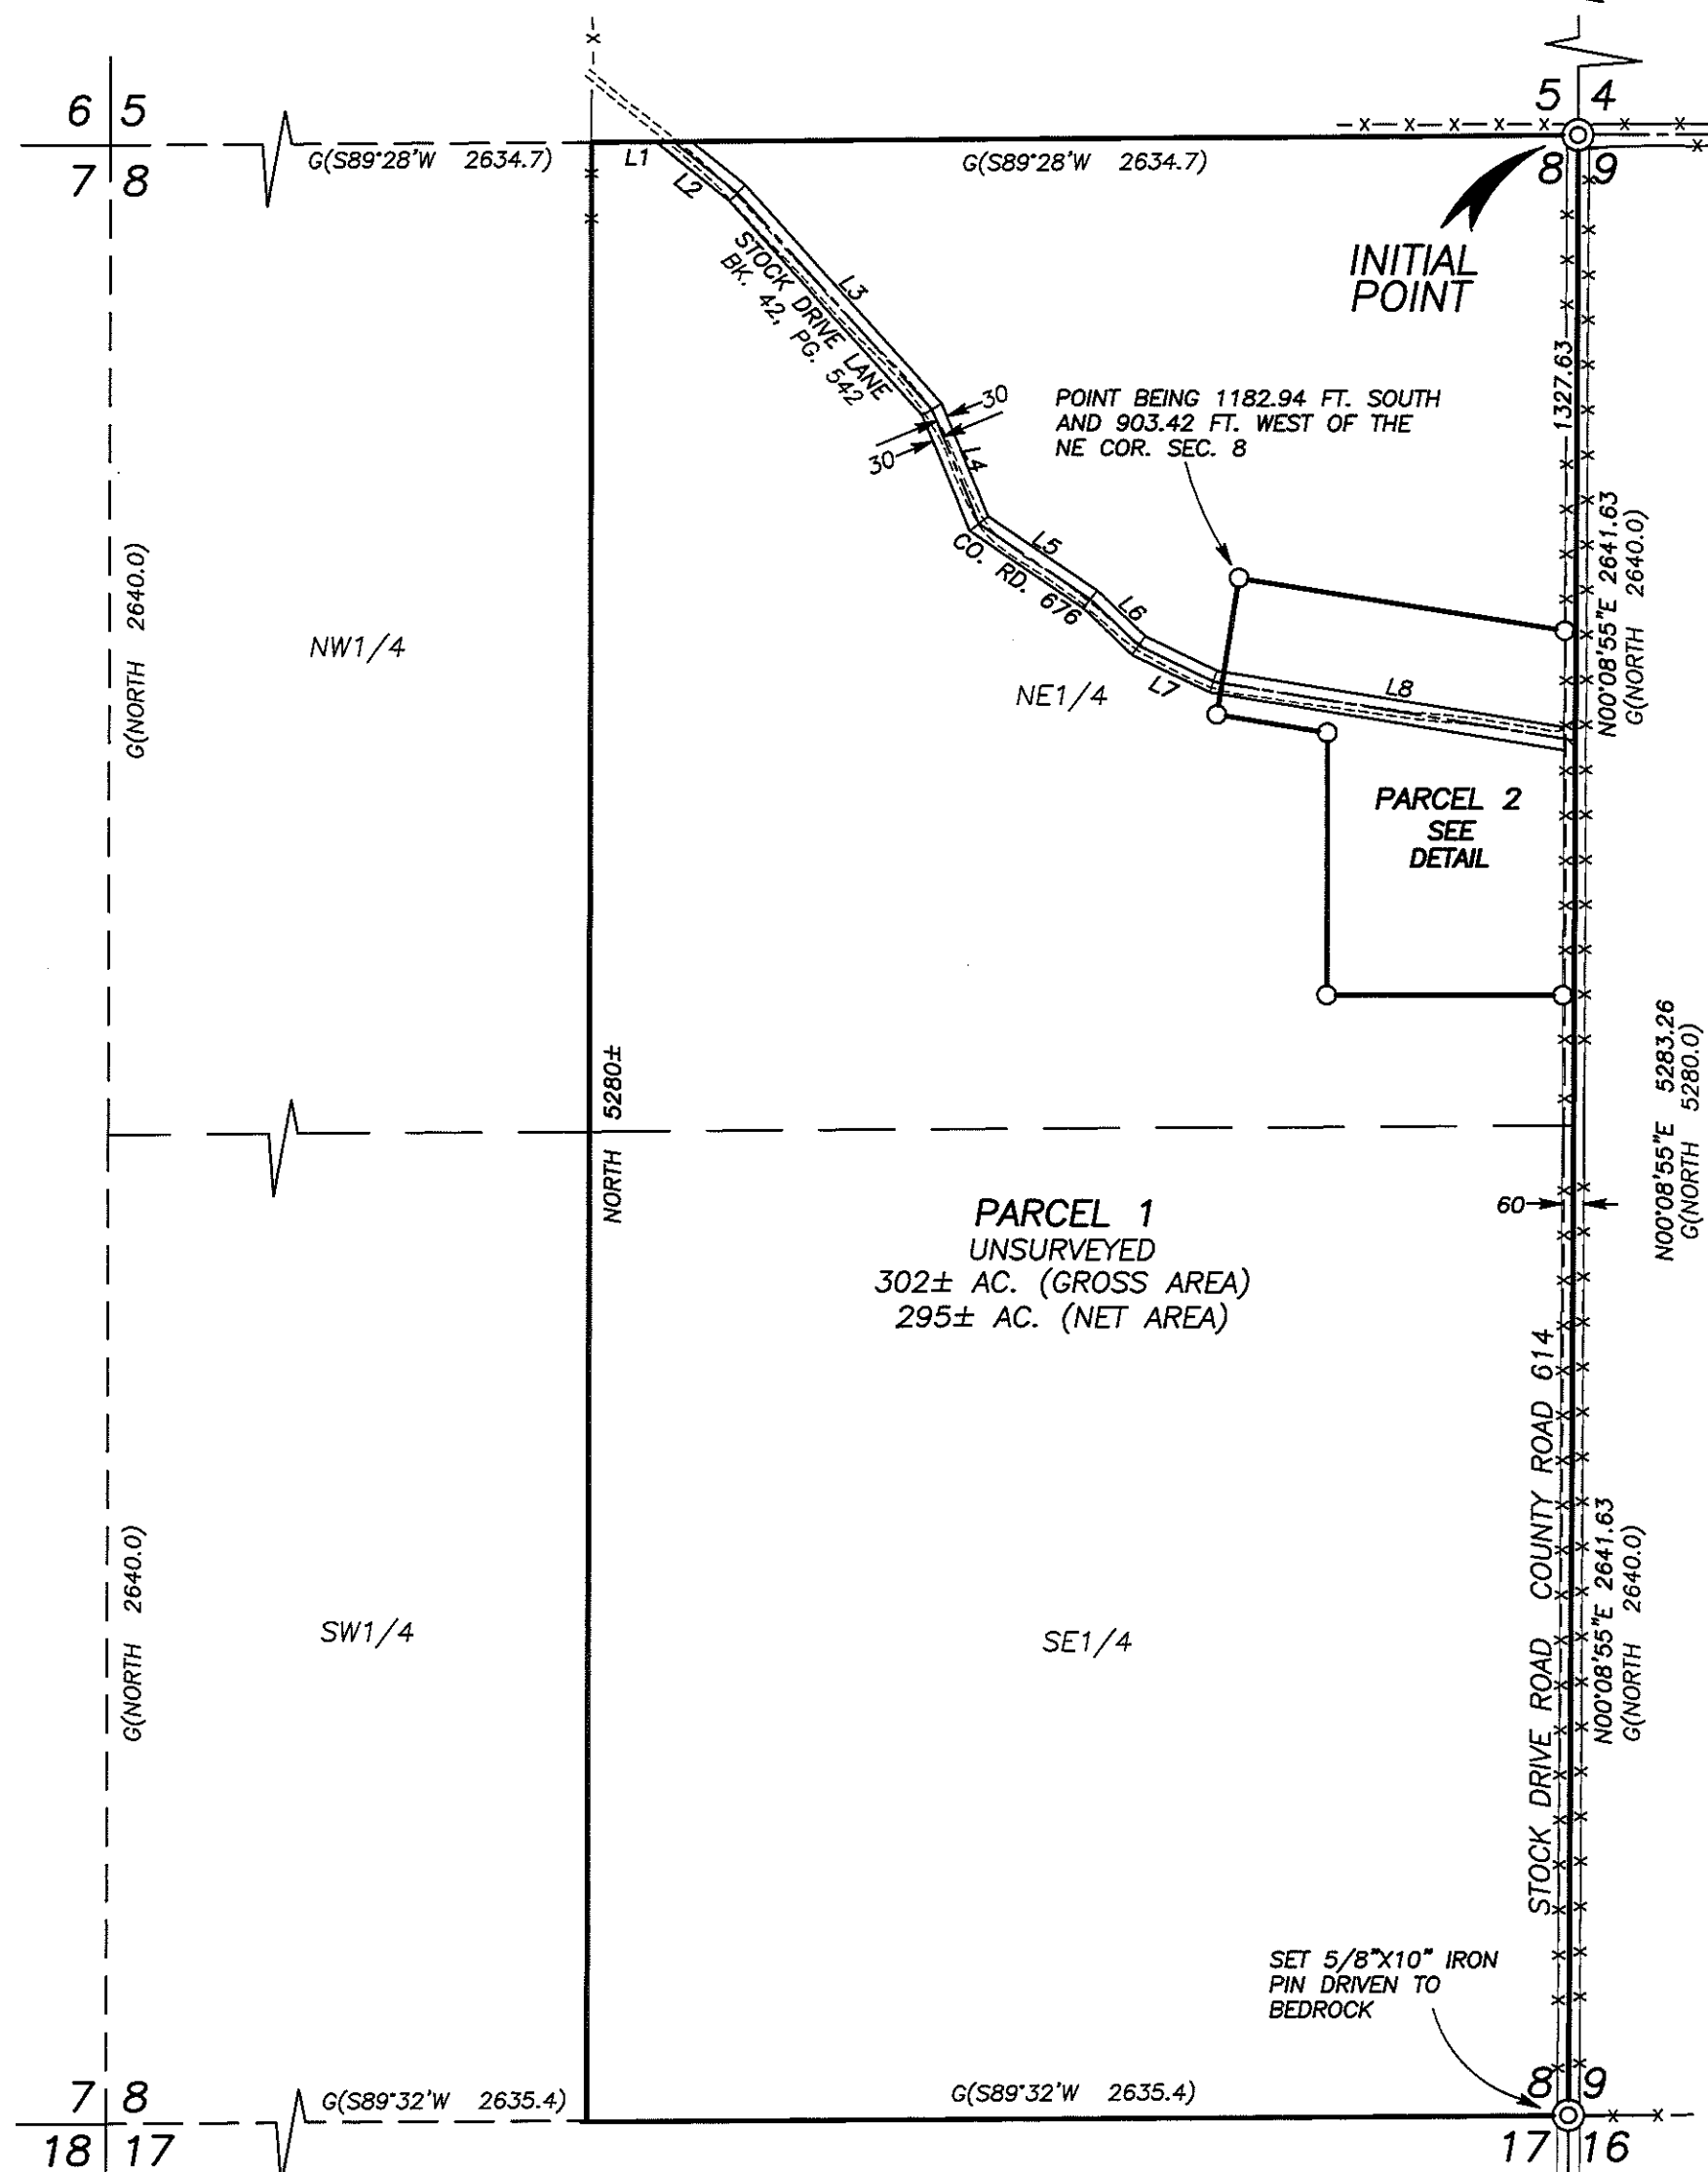 6 5
7 8
5 4
8 9
G(S89°28'W 2634.7)
L1
G(S89°28'W 2634.7)
L2
INITIAL
POINT
STOCK DRIVE LANE
BK. 42, PG. 542
L3
1327.63
30
30
L4
POINT BEING 1182.94 FT. SOUTH
AND 903.42 FT. WEST OF THE
NE COR. SEC. 8
L5
CO. RD. 676
L6
L7
L8
N00°08'55"E 2641.63
G(NORTH 2640.0)
G(NORTH 2640.0)
NW1/4
NE1/4
PARCEL 2
SEE
DETAIL
NORTH 5280±
N00°08'55"E 5283.26
G(NORTH 5280.0)
PARCEL 1
UNSURVEYED
302± AC. (GROSS AREA)
295± AC. (NET AREA)
60
STOCK DRIVE ROAD COUNTY ROAD 614
N00°08'55"E 2641.63
G(NORTH 2640.0)
G(NORTH 2640.0)
SW1/4
SE1/4
SET 5/8"X10" IRON
PIN DRIVEN TO
BEDROCK
G(S89°32'W 2635.4)
G(S89°32'W 2635.4)
7 8
18 17
8 9
17 16